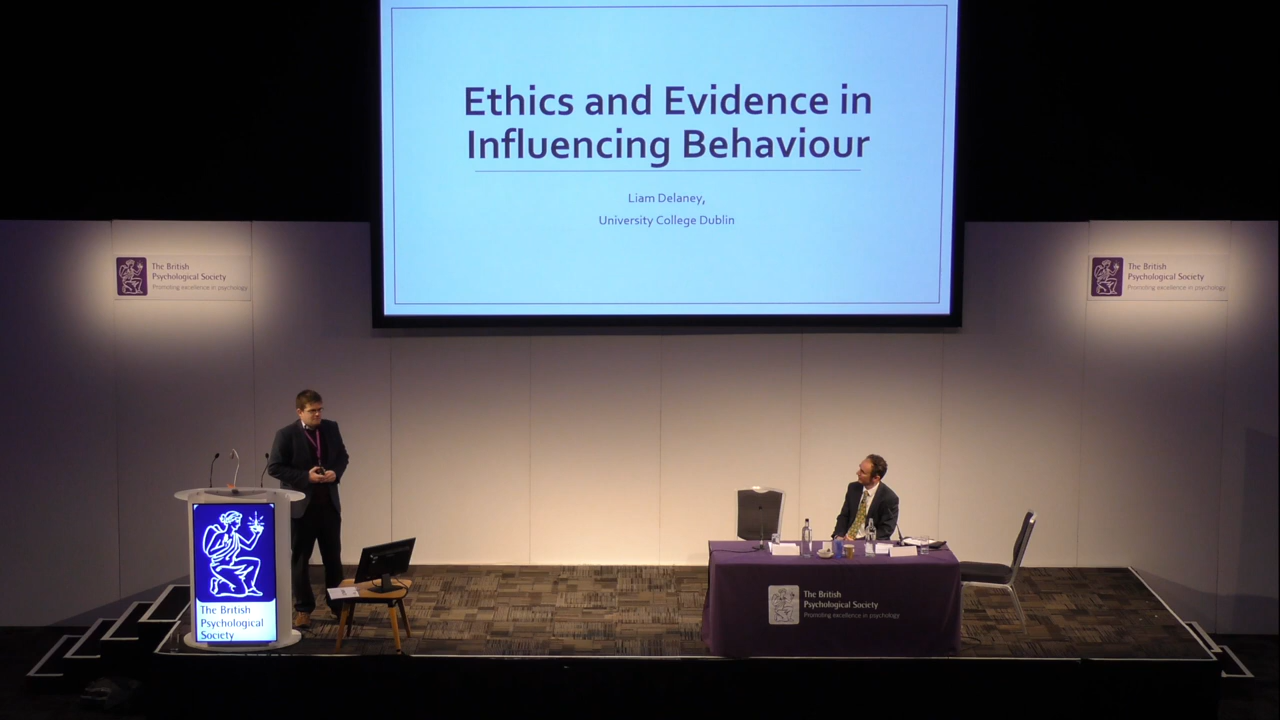 Ethics and Evidence in
Influencing Behaviour
Liam Delaney,
University College Dublin
The British
Psychological Society
Promoting excellence in psychology
The British
Psychological Society
Promoting excellence in psychology
The British
Psychological
Society
The British
Psychological Society
Promoting excellence in psychology